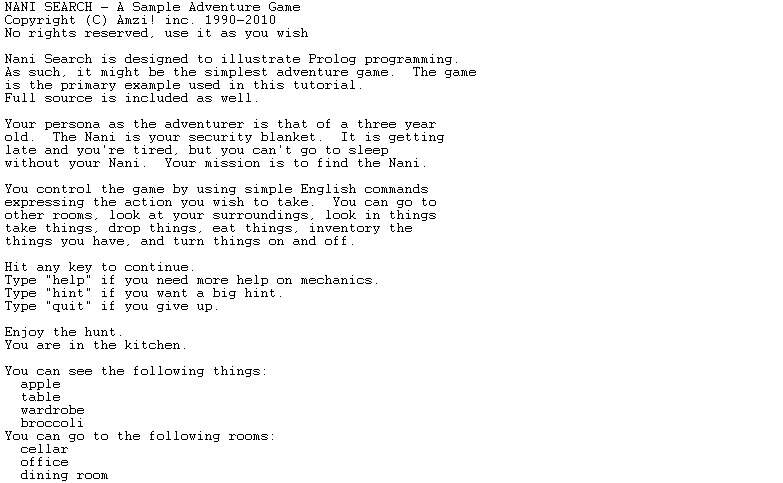 NANI SEARCH - A Sample Adventure Game
Copyright (C) Amzi! inc. 1990-2010
No rights reserved, use it as you wish
Nani Search is designed to illustrate Prolog programming.
As such, it might be the simplest adventure game.  The game
is the primary example used in this tutorial.
Full source is included as well.
Your persona as the adventurer is that of a three year
old.  The Nani is your security blanket.  It is getting
late and you're tired, but you can't go to sleep
without your Nani.  Your mission is to find the Nani.
You control the game by using simple English commands
expressing the action you wish to take.  You can go to
other rooms, look at your surroundings, look in things
take things, drop things, eat things, inventory the
things you have, and turn things on and off.
Hit any key to continue.
Type "help" if you need more help on mechanics.
Type "hint" if you want a big hint.
Type "quit" if you give up.
Enjoy the hunt.
You are in the kitchen.
You can see the following things:
apple
table
wardrobe
broccoli
You can go to the following rooms:
cellar
office
dining room